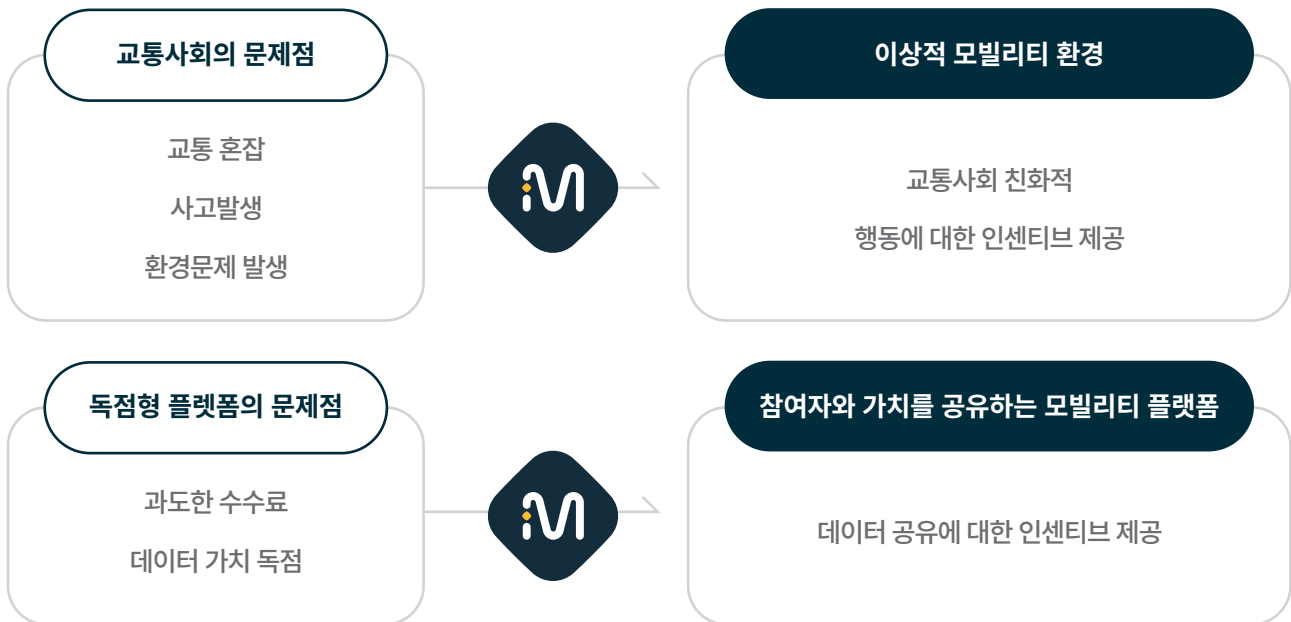 교통사회의 문제점
교통 혼잡
사고발생
환경문제 발생
이상적 모빌리티 환경
교통사회 친화적
행동에 대한 인센티브 제공
독점형 플렛폼의 문제점
과도한 수수료
데이터 가치 독점
참여자와 가치를 공유하는 모빌리티 플랫폼
데이터 공유에 대한 인센티브 제공